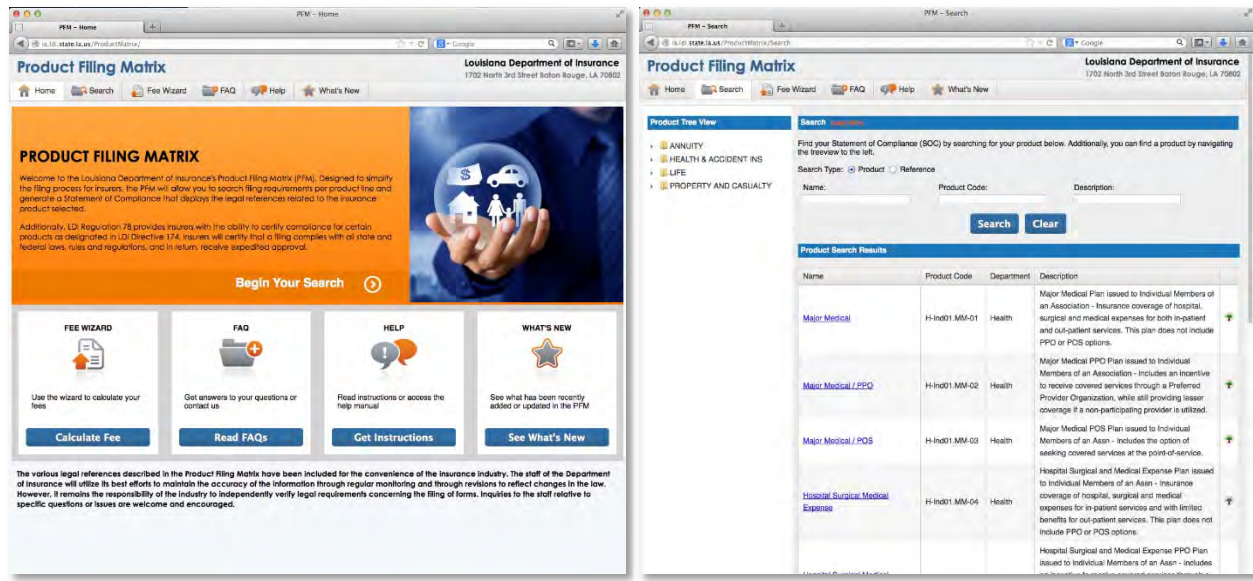 PFM – Home
PFM – Home
ia.ldi.state.la.us/ProductMatrix/
Google
Product Filing Matrix
Louisiana Department of Insurance
1702 North 3rd Street Baton Rouge, LA 70802
Home Search Fee Wizard FAQ Help What's New
PRODUCT FILING MATRIX
Welcome to the Louisiana Department of Insurance's Product Filing Matrix (PFM). Designed to simplify
the filing process for insurers, the PFM will allow you to search filing requirements per product line and
generate a Statement of Compliance that displays the legal references related to the insurance
product selected.
Additionally, LDI Regulation 78 provides insurers with the ability to certify compliance for certain
products as designated in LDI Directive 174. Insurers will certify that a filing complies with all state and
federal laws, rules and regulations, and in return, receive expedited approval.
Begin Your Search
FEE WIZARD
Use the wizard to calculate your
fees
Calculate Fee
FAQ
Get answers to your questions or
contact us
Read FAQs
HELP
Read instructions or access the
help manual
Get Instructions
WHAT'S NEW
See what has been recently
added or updated in the PFM
See What's New
The various legal references described in the Product Filing Matrix have been included for the convenience of the insurance industry. The staff of the Department
of Insurance will utilize its best efforts to maintain the accuracy of the information through regular monitoring and through revisions to reflect changes in the law.
However, it remains the responsibility of the industry to independently verify legal requirements concerning the filing of forms. Inquiries to the staff relative to
specific questions or issues are welcome and encouraged.
PFM – Search
PFM – Search
ia.ldi.state.la.us/ProductMatrix/Search
Google
Product Filing Matrix
Louisiana Department of Insurance
1702 North 3rd Street Baton Rouge, LA 70802
Home Search Fee Wizard FAQ Help What's New
Product Tree View
ANNUITY
HEALTH & ACCIDENT INS
LIFE
PROPERTY AND CASUALTY
Search
Find your Statement of Compliance (SOC) by searching for your product below. Additionally, you can find a product by navigating
the treeview to the left.
Search Type: Product Reference
Name: Product Code: Description:
Search Clear
Product Search Results
Name Product Code Department Description
Major Medical H-Ind01.MM-01 Health
Major Medical Plan issued to Individual Members of
an Association - Insurance coverage of hospital,
surgical and medical expenses for both in-patient
and out-patient services. This plan does not include
PPO or POS options.
Major Medical / PPO H-Ind01.MM-02 Health
Major Medical PPO Plan issued to Individual
Members of an Association - Includes an incentive
to receive covered services through a Preferred
Provider Organization, while still providing lesser
coverage if a non-participating provider is utilized.
Major Medical / POS H-Ind01.MM-03 Health
Major Medical POS Plan issued to Individual
Members of an Assn - Includes the option of
seeking covered services at the point-of-service.
Hospital Surgical Medical
Expense H-Ind01.MM-04 Health
Hospital Surgical and Medical Expense Plan issued
to Individual Members of an Assn - Insurance
coverage of hospital, surgical and medical
expenses for in-patient services and with limited
benefits for out-patient services. This plan does not
include PPO or POS options.
Hospital Surgical and Medical Expense PPO Plan
issued to Individual Members of an Assn - Includes